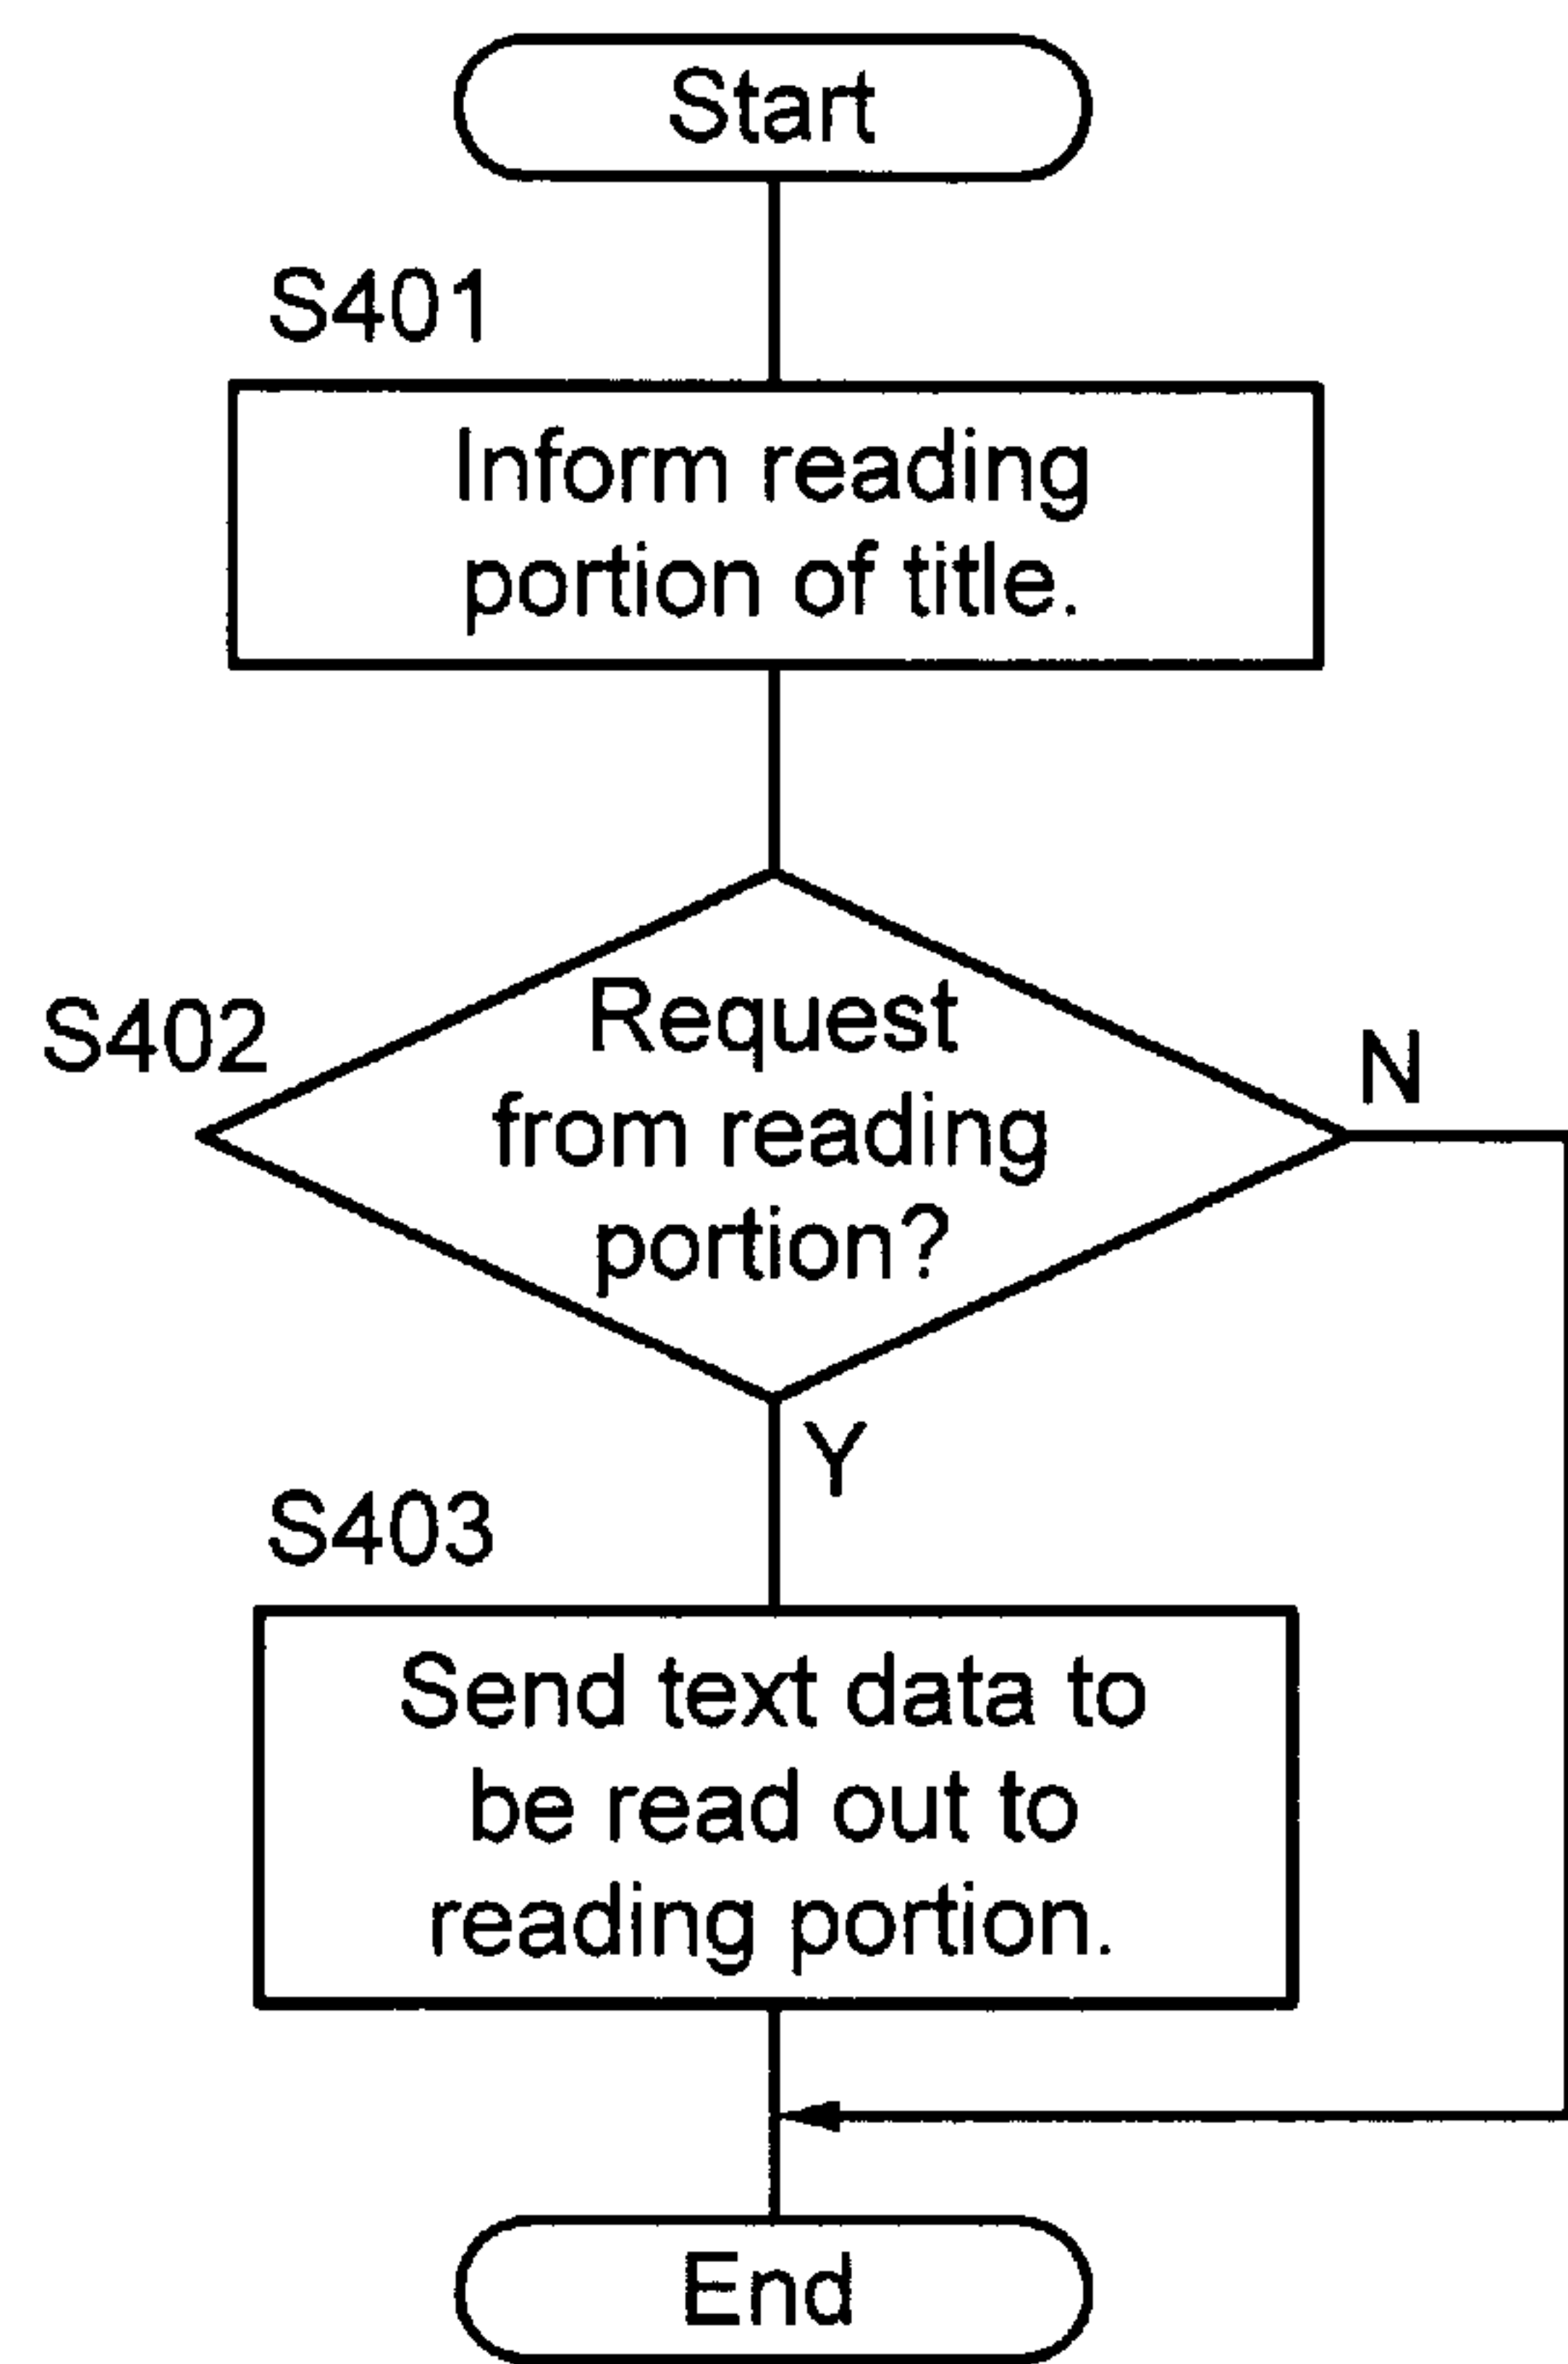 Start
S401
Inform reading
portion of title.
S402
Request
from reading
portion?
N
Y
S403
Send text data to
be read out to
reading portion.
End